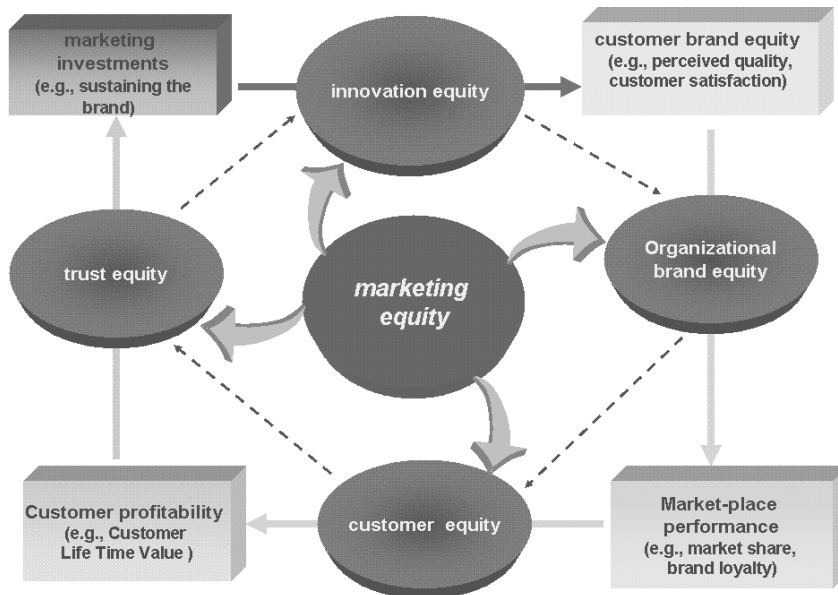 marketing
investments
(e.g., sustaining the
brand)
innovation equity
customer brand equity
(e.g., perceived quality,
customer satisfaction)
trust equity
marketing
equity
Organizational
brand equity
Customer profitability
(e.g., Customer
Life Time Value )
customer equity
Market-place
performance
(e.g., market share,
brand loyalty)